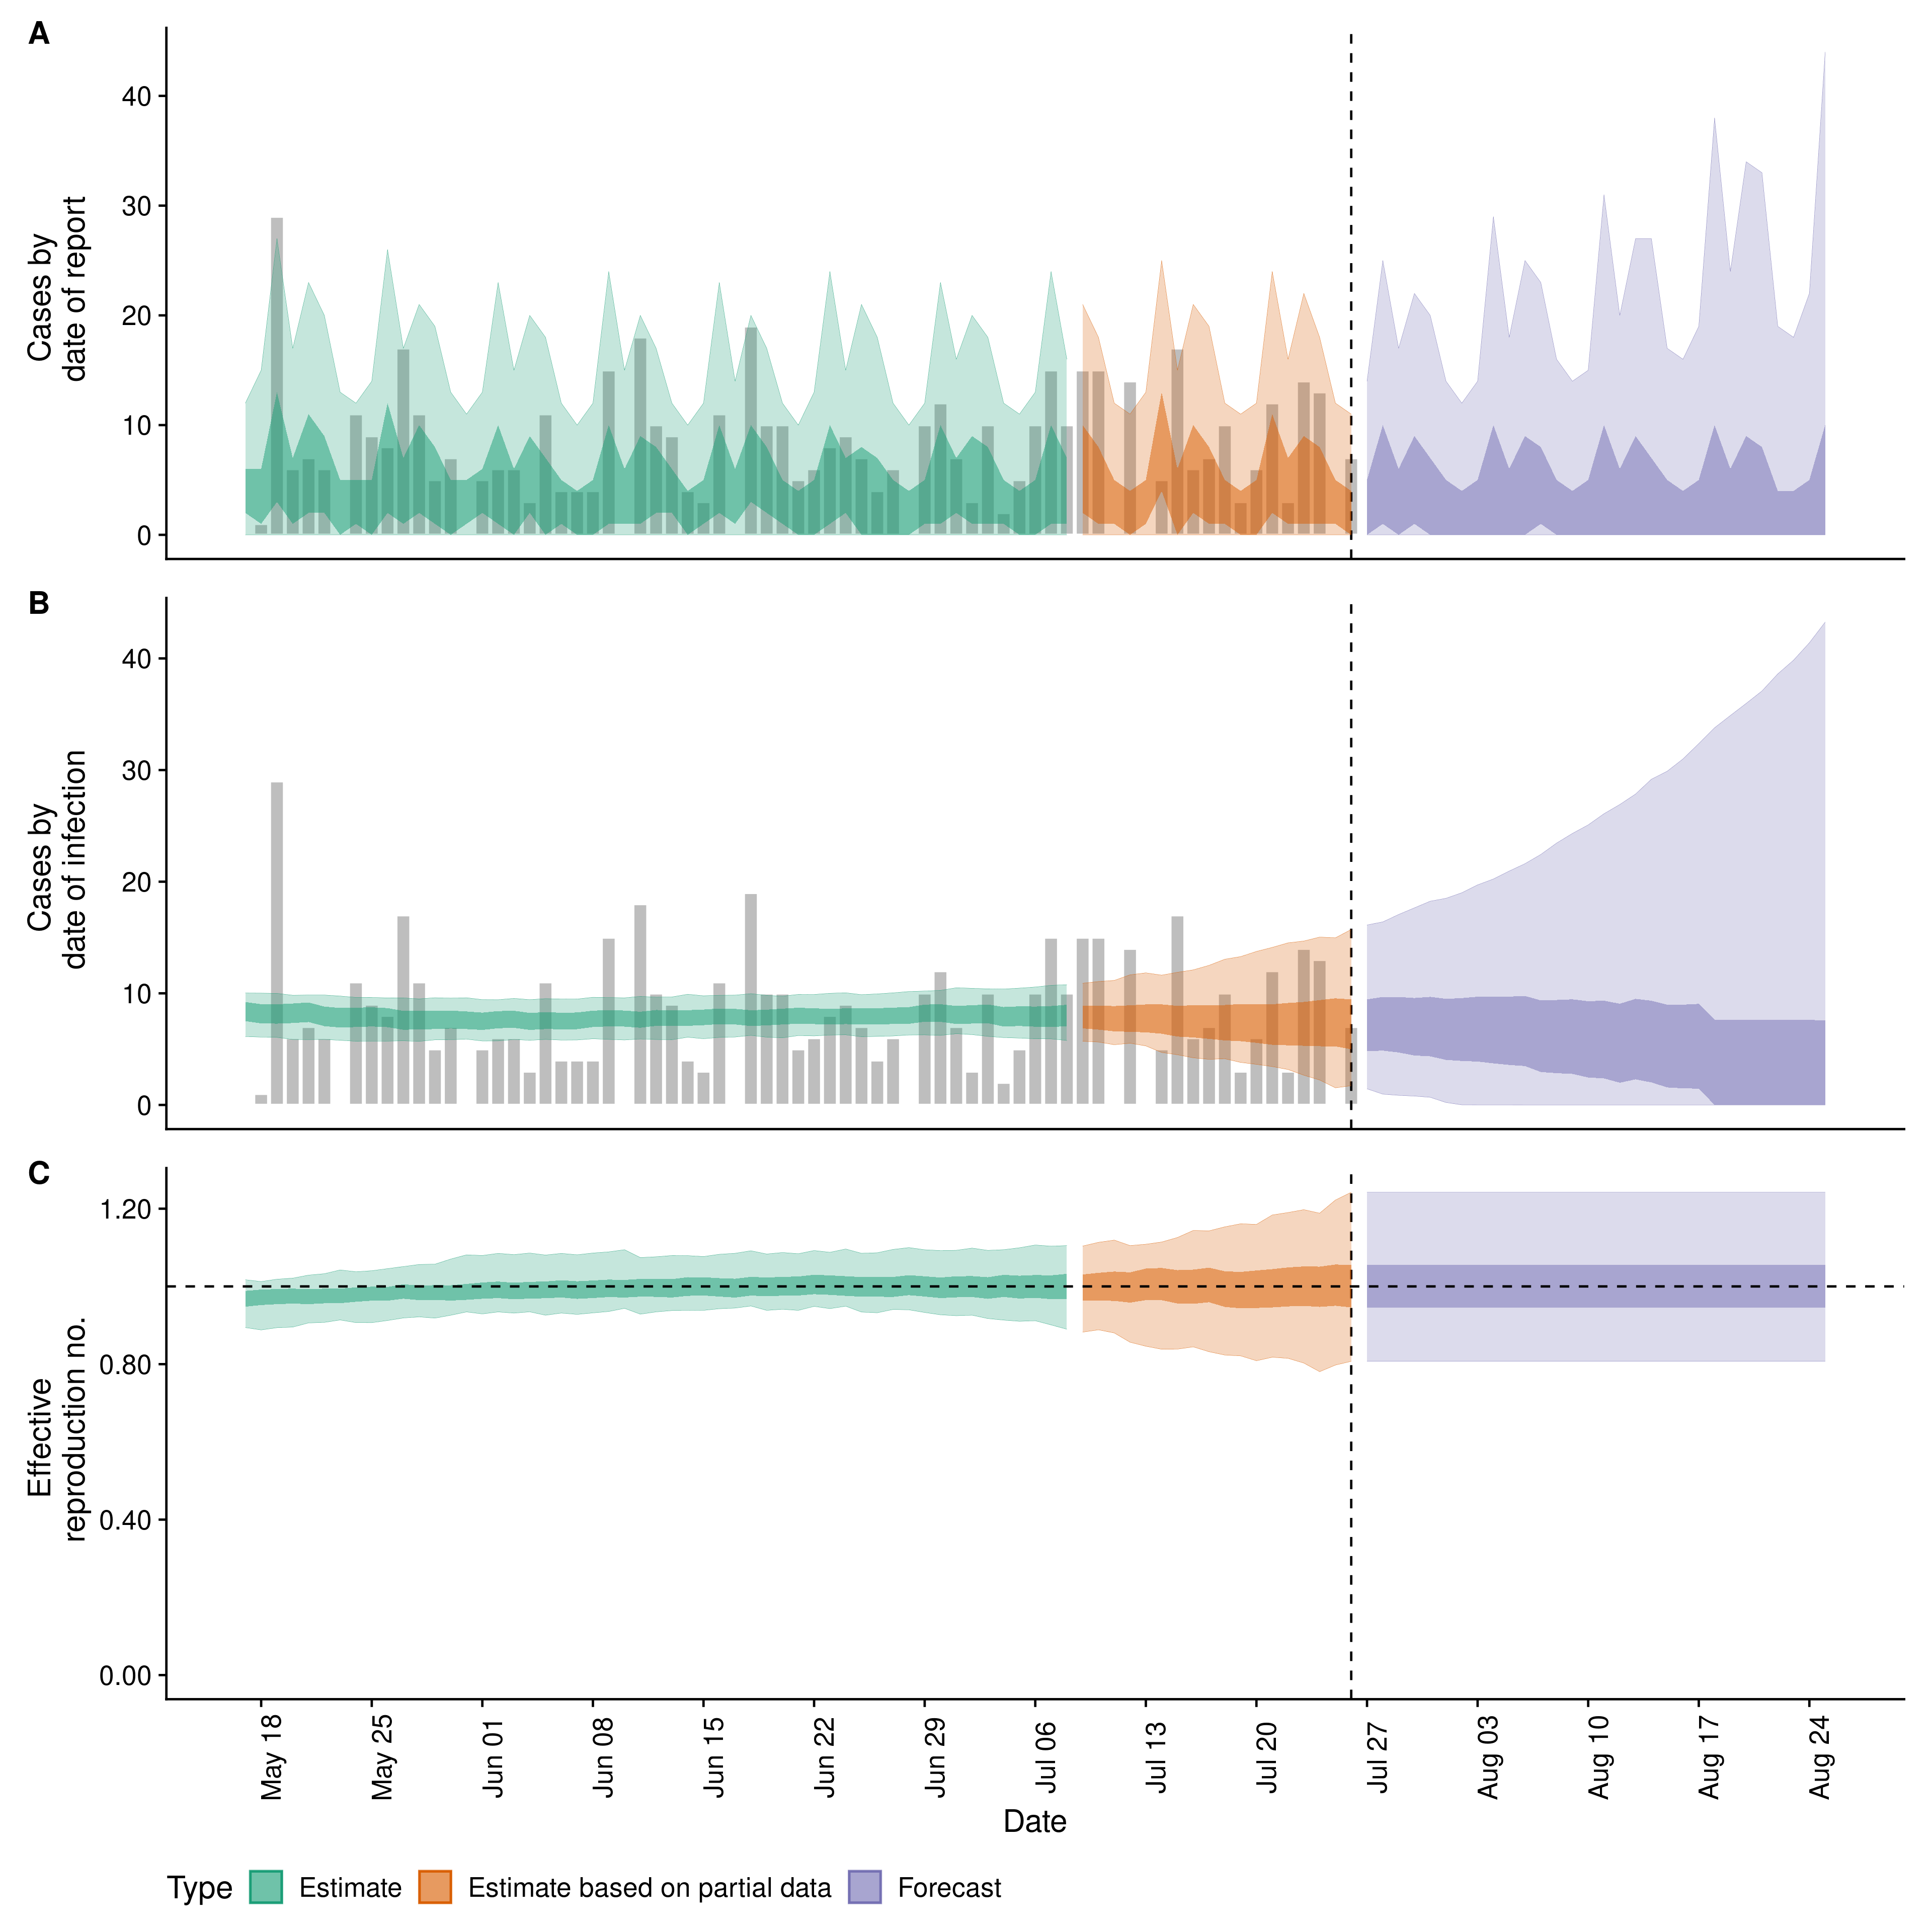 A
Cases by
date of report
40
30
20
10
0
B
Cases by
date of infection
40
30
20
10
0
C
Effective
reproduction no.
1.20
0.80
0.40
0.00
May 18
May 25
Jun 01
Jun 08
Jun 15
Jun 22
Jun 29
Jul 06
Jul 13
Jul 20
Jul 27
Aug 03
Aug 10
Aug 17
Aug 24
Date
Type Estimate Estimate based on partial data Forecast